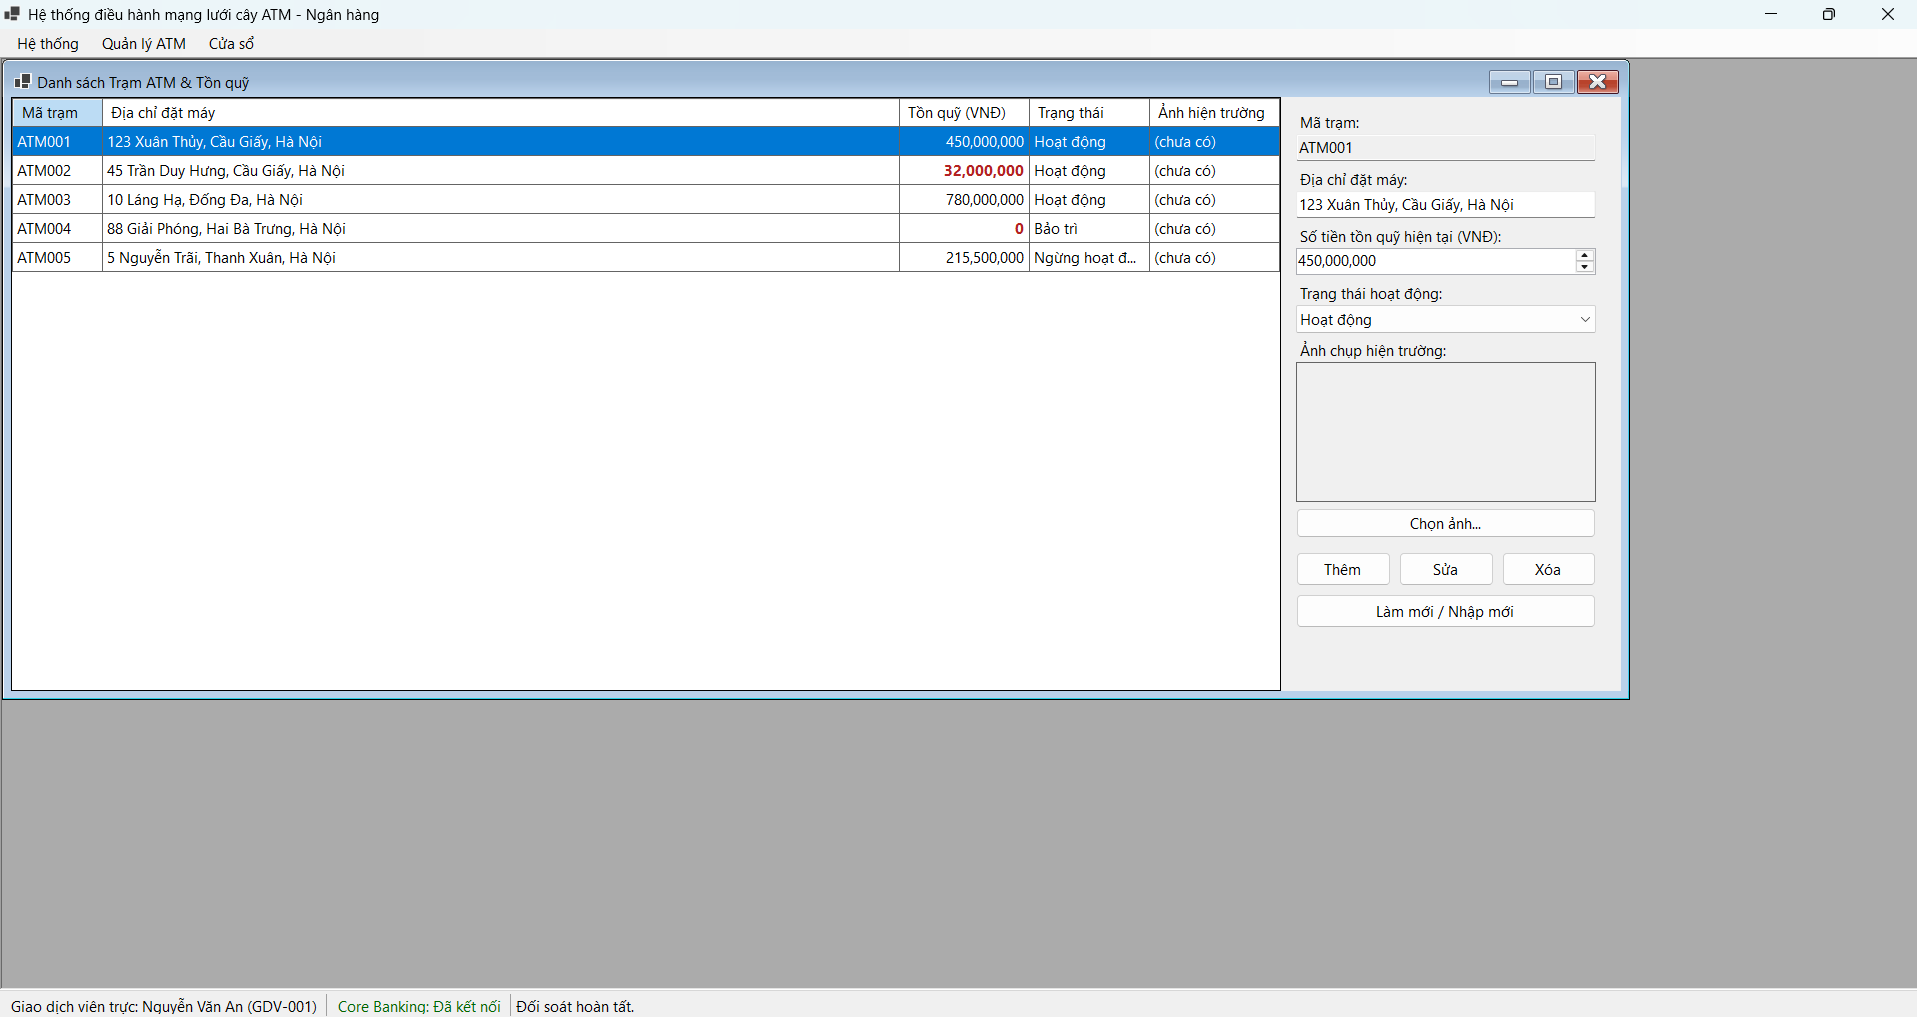 Hệ thống điều hành mạng lưới cây ATM - Ngân hàng
Hệ thống Quản lý ATM Cửa sổ
Danh sách Trạm ATM & Tồn quỹ
Mã trạm Địa chỉ đặt máy Tồn quỹ (VNĐ) Trạng thái Ảnh hiện trường
ATM001 123 Xuân Thủy, Cầu Giấy, Hà Nội 450,000,000 Hoạt động (chưa có)
ATM002 45 Trần Duy Hưng, Cầu Giấy, Hà Nội 32,000,000 Hoạt động (chưa có)
ATM003 10 Láng Hạ, Đống Đa, Hà Nội 780,000,000 Hoạt động (chưa có)
ATM004 88 Giải Phóng, Hai Bà Trưng, Hà Nội 0 Bảo trì (chưa có)
ATM005 5 Nguyễn Trãi, Thanh Xuân, Hà Nội 215,500,000 Ngừng hoạt đ... (chưa có)
Mã trạm:
ATM001
Địa chỉ đặt máy:
123 Xuân Thủy, Cầu Giấy, Hà Nội
Số tiền tồn quỹ hiện tại (VNĐ):
450,000,000
Trạng thái hoạt động:
Hoạt động
Ảnh chụp hiện trường:
Chọn ảnh...
Thêm Sửa Xóa
Làm mới / Nhập mới
Giao dịch viên trực: Nguyễn Văn An (GDV-001) Core Banking: Đã kết nối Đối soát hoàn tất.